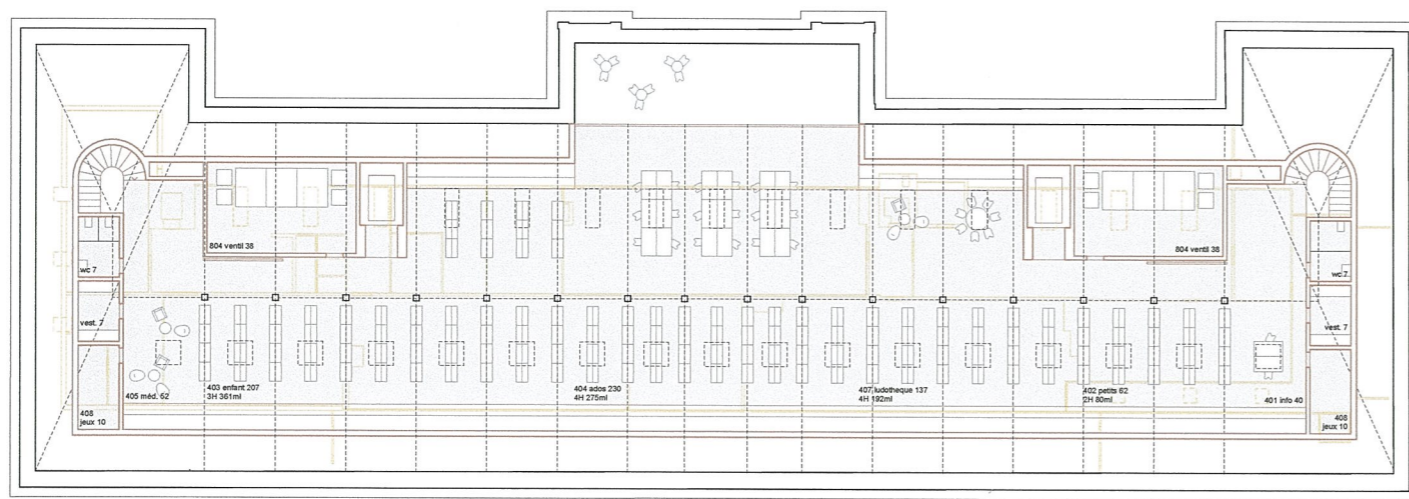 804 ventil 38
804 ventil 38
wc 7
wc 7
vest. 7
vest. 7
403 enfant 207
3H 361ml
405 méd. 62
404 ados 230
4H 275ml
407 ludotheque 137
4H 192ml
402 petits 62
2H 80ml
401 info 40
408
jeux 10
408
jeux 10